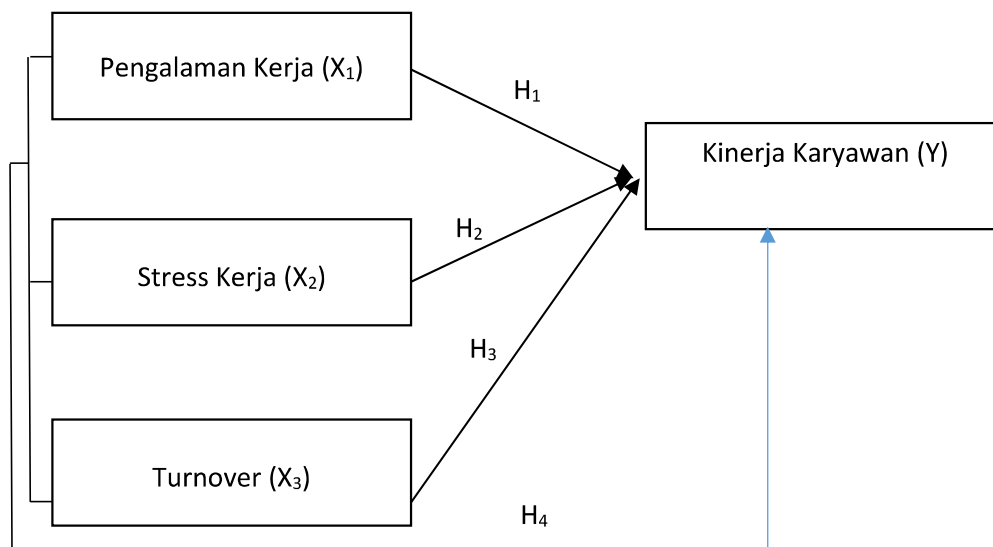 Pengalaman Kerja (X₁)
H₁
Kinerja Karyawan (Y)
H₂
Stress Kerja (X₂)
H₃
Turnover (X₃)
H₄